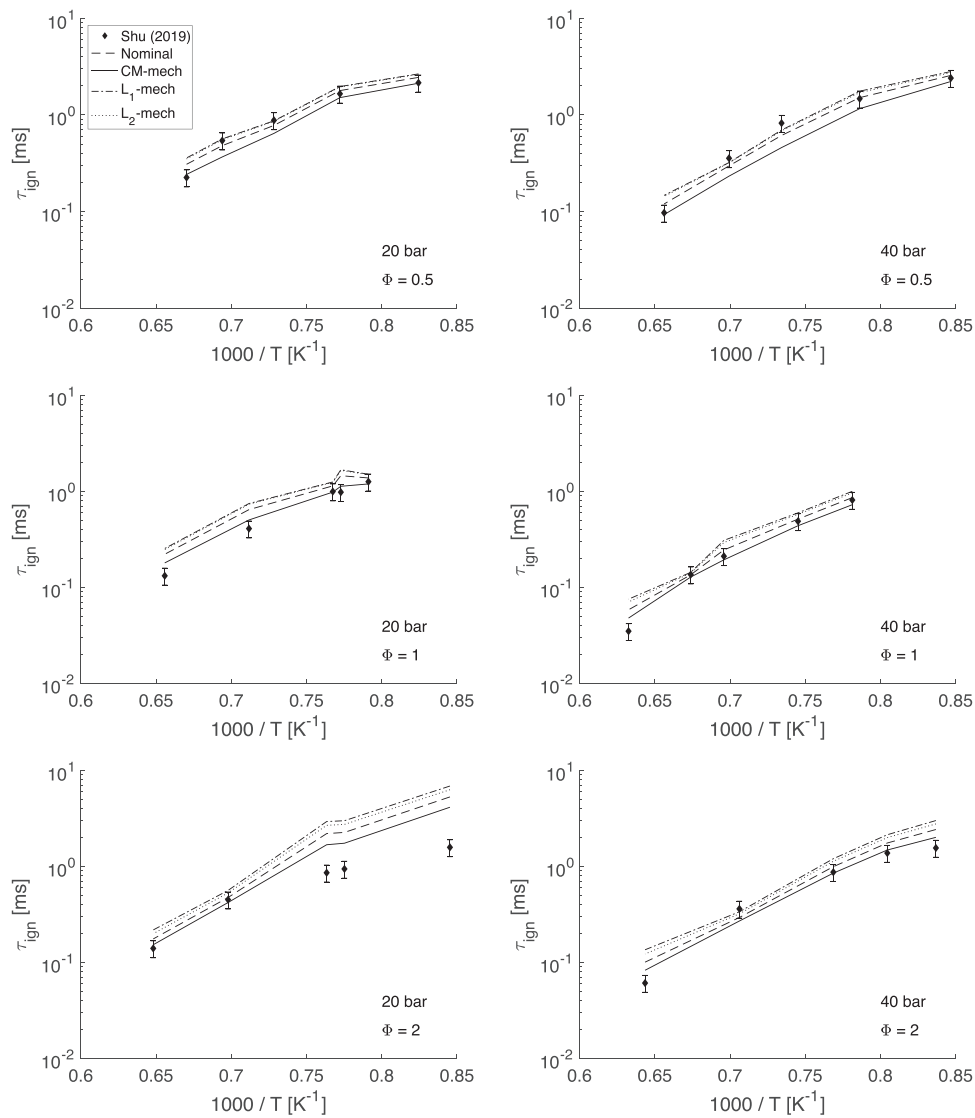 10^1
10^0
10^-1
10^-2
τ_ign [ms]
Shu (2019)
Nominal
CM-mech
L_1-mech
L_2-mech
20 bar
Φ = 0.5
0.6 0.65 0.7 0.75 0.8 0.85
1000 / T [K^-1]
10^1
10^0
10^-1
10^-2
τ_ign [ms]
40 bar
Φ = 0.5
0.6 0.65 0.7 0.75 0.8 0.85
1000 / T [K^-1]
10^1
10^0
10^-1
10^-2
τ_ign [ms]
20 bar
Φ = 1
0.6 0.65 0.7 0.75 0.8 0.85
1000 / T [K^-1]
10^1
10^0
10^-1
10^-2
τ_ign [ms]
40 bar
Φ = 1
0.6 0.65 0.7 0.75 0.8 0.85
1000 / T [K^-1]
10^1
10^0
10^-1
10^-2
τ_ign [ms]
20 bar
Φ = 2
0.6 0.65 0.7 0.75 0.8 0.85
1000 / T [K^-1]
10^1
10^0
10^-1
10^-2
τ_ign [ms]
40 bar
Φ = 2
0.6 0.65 0.7 0.75 0.8 0.85
1000 / T [K^-1]